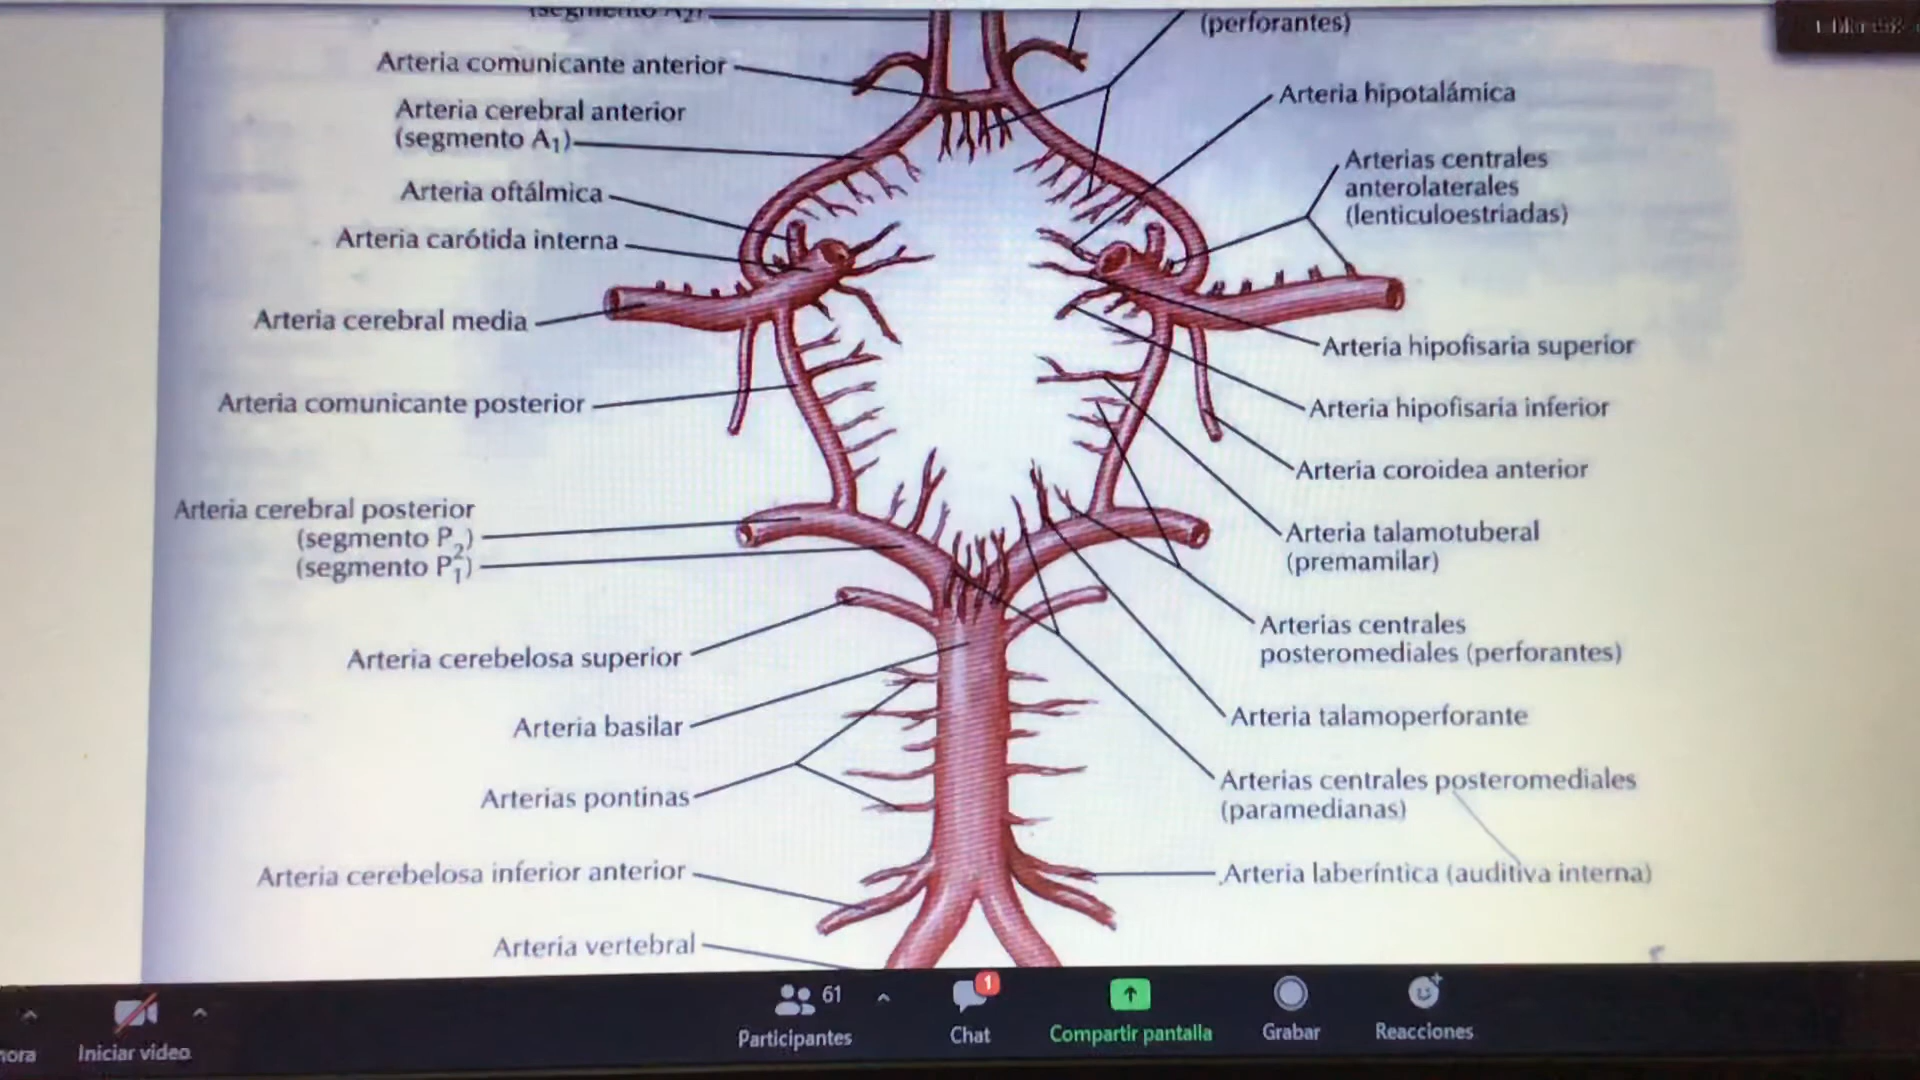 (segmento A2)
(perforantes)
Arteria comunicante anterior
Arteria cerebral anterior
(segmento A1)
Arteria oftálmica
Arteria carótida interna
Arteria cerebral media
Arteria comunicante posterior
Arteria cerebral posterior
(segmento P2)
(segmento P1)
Arteria cerebelosa superior
Arteria basilar
Arterias pontinas
Arteria cerebelosa inferior anterior
Arteria vertebral
Arteria hipotalámica
Arterias centrales
anterolaterales
(lenticuloestriadas)
Arteria hipofisaria superior
Arteria hipofisaria inferior
Arteria coroidea anterior
Arteria talamotuberal
(premamilar)
Arterias centrales
posteromediales (perforantes)
Arteria talamoperforante
Arterias centrales posteromediales
(paramedianas)
Arteria laberíntica (auditiva interna)
Iniciar video
61
Participantes
1
Chat
Compartir pantalla
Grabar
Reacciones